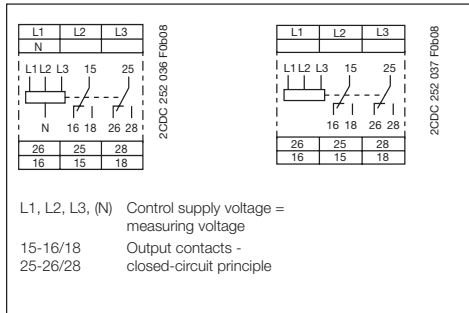 L1 L2 L3
N
L1 L2 L3 15 25
N 16 18 26 28
26 25 28
16 15 18
2CDC 252 036 F0b08
L1 L2 L3
L1 L2 L3 15 25
16 18 26 28
26 25 28
16 15 18
2CDC 252 037 F0b08
L1, L2, L3, (N) Control supply voltage =
measuring voltage
15-16/18 Output contacts -
25-26/28 closed-circuit principle